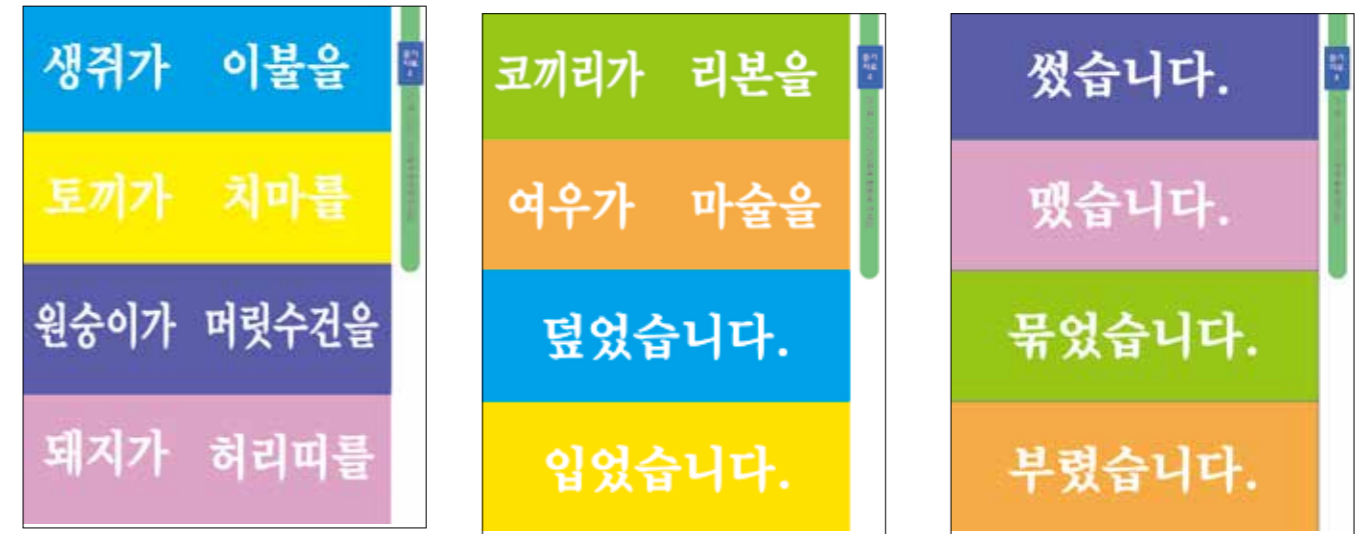 생쥐가 이불을
토끼가 치마를
원숭이가 머릿수건을
돼지가 허리띠를
코끼리가 리본을
여우가 마술을
덮었습니다.
입었습니다.
썼습니다.
맸습니다.
묶었습니다.
부렸습니다.